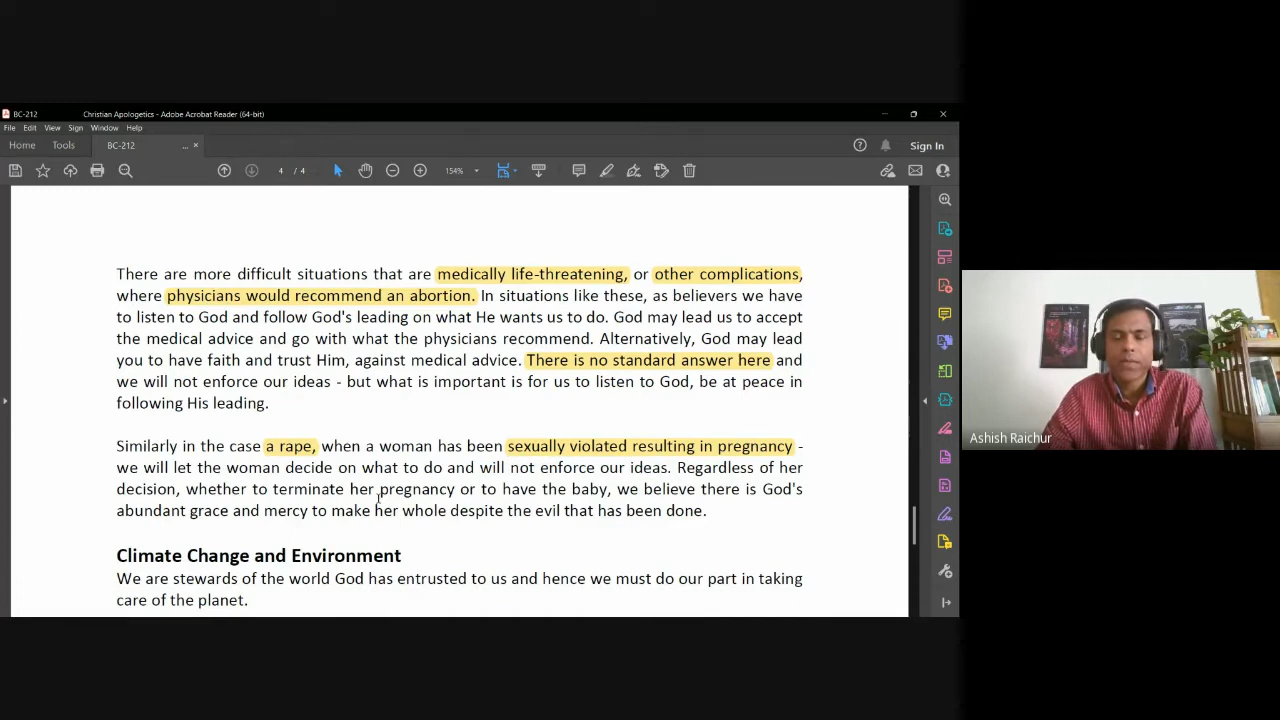 BC-212 Christian Apologetics - Adobe Acrobat Reader (64-bit)
File Edit View Sign Window Help
Home Tools BC-212 ... × Sign In
4 / 4 154%
There are more difficult situations that are medically life-threatening, or other complications,
where physicians would recommend an abortion. In situations like these, as believers we have
to listen to God and follow God's leading on what He wants us to do. God may lead us to accept
the medical advice and go with what the physicians recommend. Alternatively, God may lead
you to have faith and trust Him, against medical advice. There is no standard answer here and
we will not enforce our ideas - but what is important is for us to listen to God, be at peace in
following His leading.
Similarly in the case a rape, when a woman has been sexually violated resulting in pregnancy -
we will let the woman decide on what to do and will not enforce our ideas. Regardless of her
decision, whether to terminate her pregnancy or to have the baby, we believe there is God's
abundant grace and mercy to make her whole despite the evil that has been done.
Climate Change and Environment
We are stewards of the world God has entrusted to us and hence we must do our part in taking
care of the planet.
Ashish Raichur